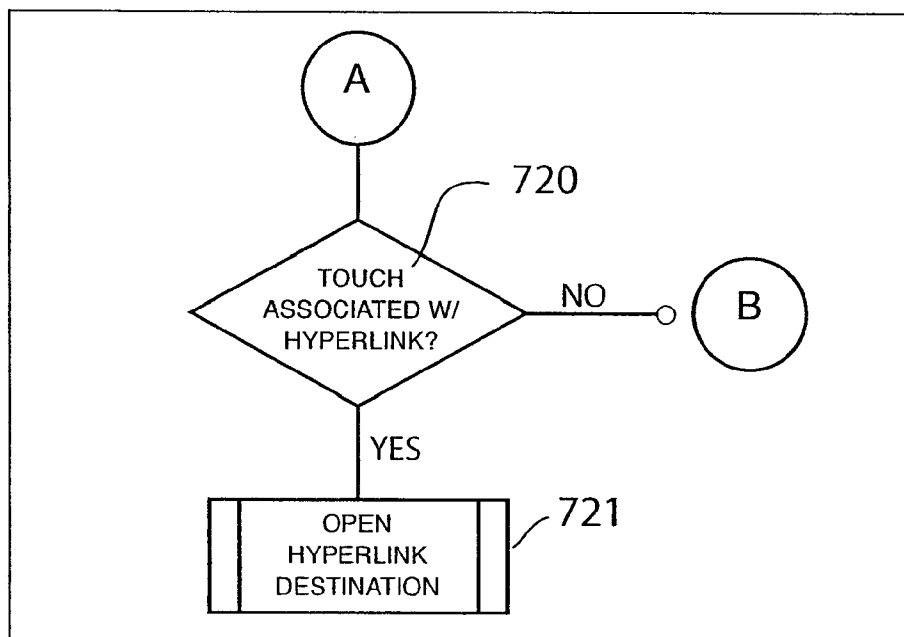 A
720
TOUCH
ASSOCIATED W/
HYPERLINK?
NO
B
YES
OPEN
HYPERLINK
DESTINATION
721